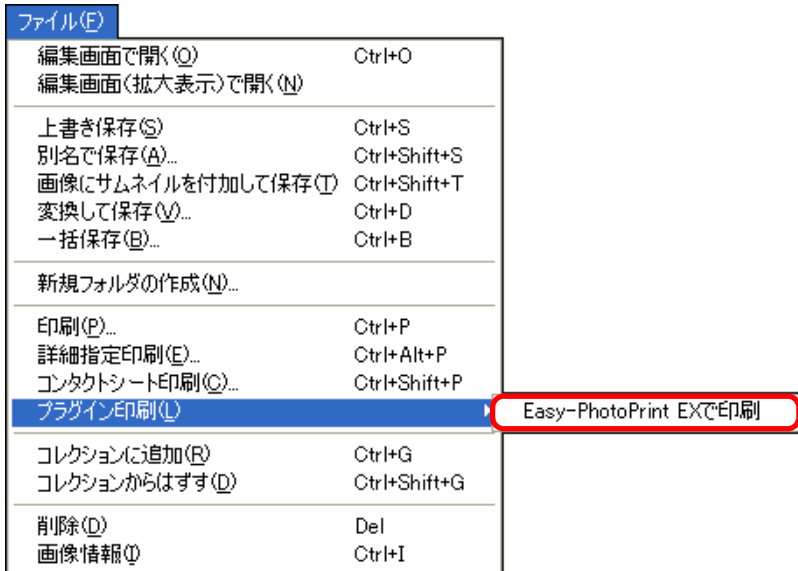 ファイル(F)
編集画面で開く(O) Ctrl+O
編集画面(拡大表示)で開く(N)
上書き保存(S) Ctrl+S
別名で保存(A)... Ctrl+Shift+S
画像にサムネイルを付加して保存(T) Ctrl+Shift+T
変換して保存(V)... Ctrl+D
一括保存(B)... Ctrl+B
新規フォルダの作成(N)...
印刷(P)... Ctrl+P
詳細指定印刷(E)... Ctrl+Alt+P
コンタクトシート印刷(C)... Ctrl+Shift+P
プラグイン印刷(L) Easy-PhotoPrint EXで印刷
コレクションに追加(R) Ctrl+G
コレクションからはずす(D) Ctrl+Shift+G
削除(D) Del
画像情報(I) Ctrl+I